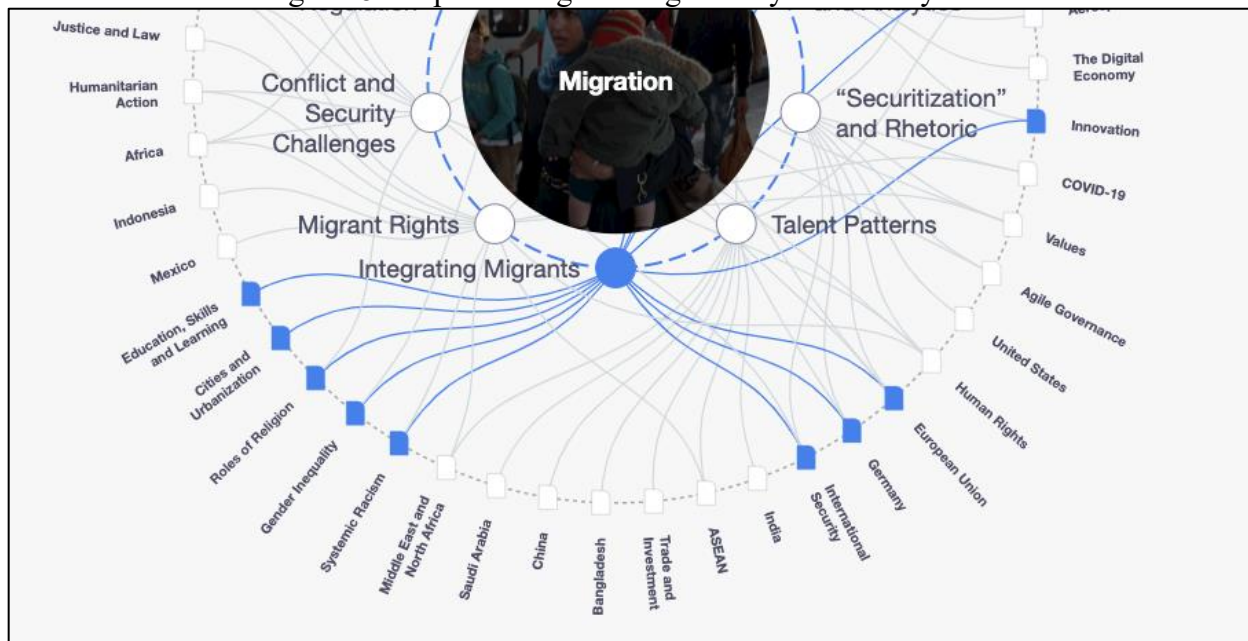 Justice and Law
Humanitarian
Action
Africa
Indonesia
Mexico
Education, Skills
and Learning
Cities and
Urbanization
Roles of Religion
Gender Inequality
Systemic Racism
Middle East and
North Africa
Saudi Arabia
China
Bangladesh
Trade and
Investment
ASEAN
India
International
Security
Germany
European Union
Human Rights
United States
Agile Governance
Values
COVID-19
Innovation
The Digital
Economy
Conflict and
Security
Challenges
Migrant Rights
Integrating Migrants
Talent Patterns
“Securitization”
and Rhetoric
Migration